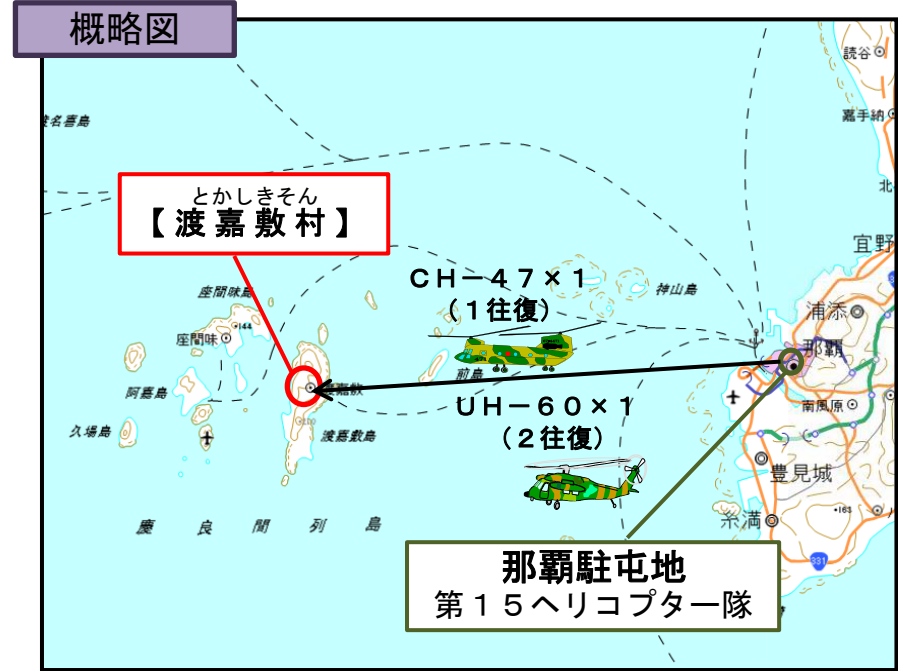 概略図
読谷
嘉手納
北
宜野
とかしきそん
【渡嘉敷村】
CH－47×1
（1往復）
神山島
浦添
座間味島
・144
座間味
那覇
前島
阿嘉島
南風原
UH－60×1
（2往復）
久場島
渡嘉敷島
豊見城
・163
糸満
慶良間列島
331
那覇駐屯地
第15ヘリコプター隊